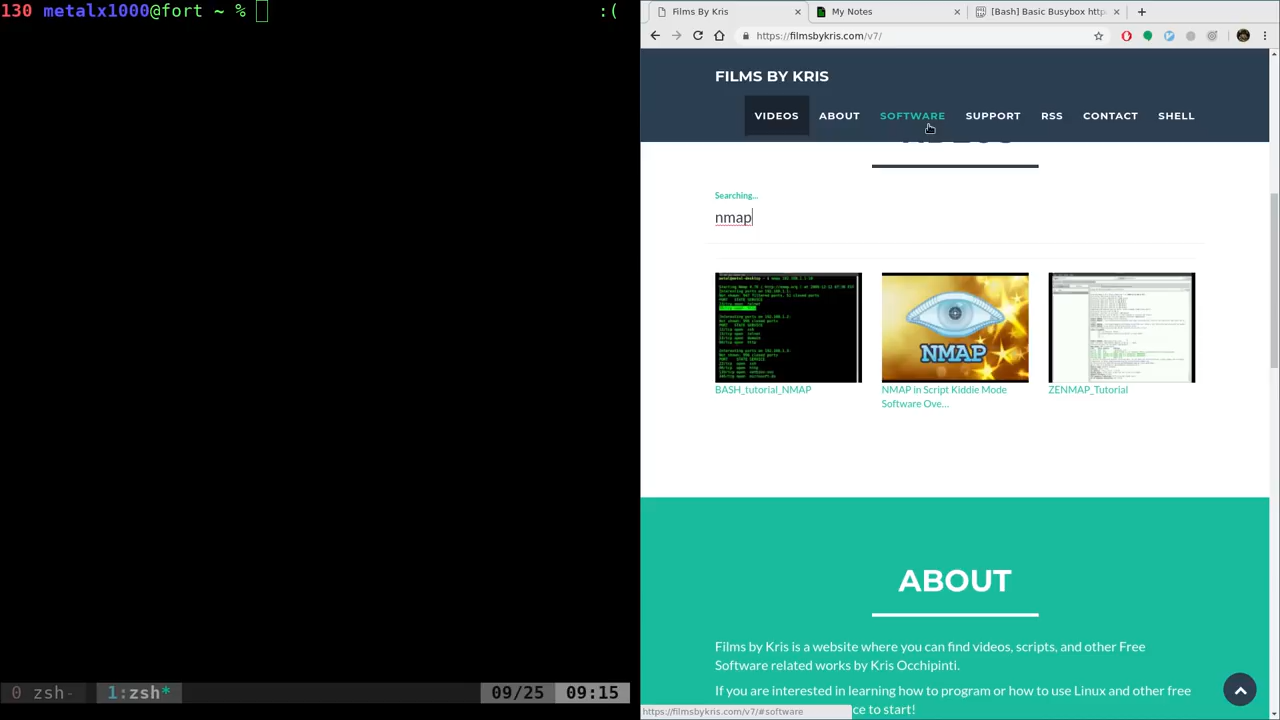 130 metalx1000@fort ~ % :(
0 zsh- 1:zsh* 09/25 09:15
Films By Kris
My Notes
[Bash] Basic Busybox http
https://filmsbykris.com/v7/
FILMS BY KRIS
VIDEOS ABOUT SOFTWARE SUPPORT RSS CONTACT SHELL
Searching...
nmap
NMAP
BASH_tutorial_NMAP
NMAP in Script Kiddie Mode
Software Ove...
ZENMAP_Tutorial
ABOUT
Films by Kris is a website where you can find videos, scripts, and other Free
Software related works by Kris Occhipinti.
If you are interested in learning how to program or how to use Linux and other free
ce to start!
https://filmsbykris.com/v7/#software